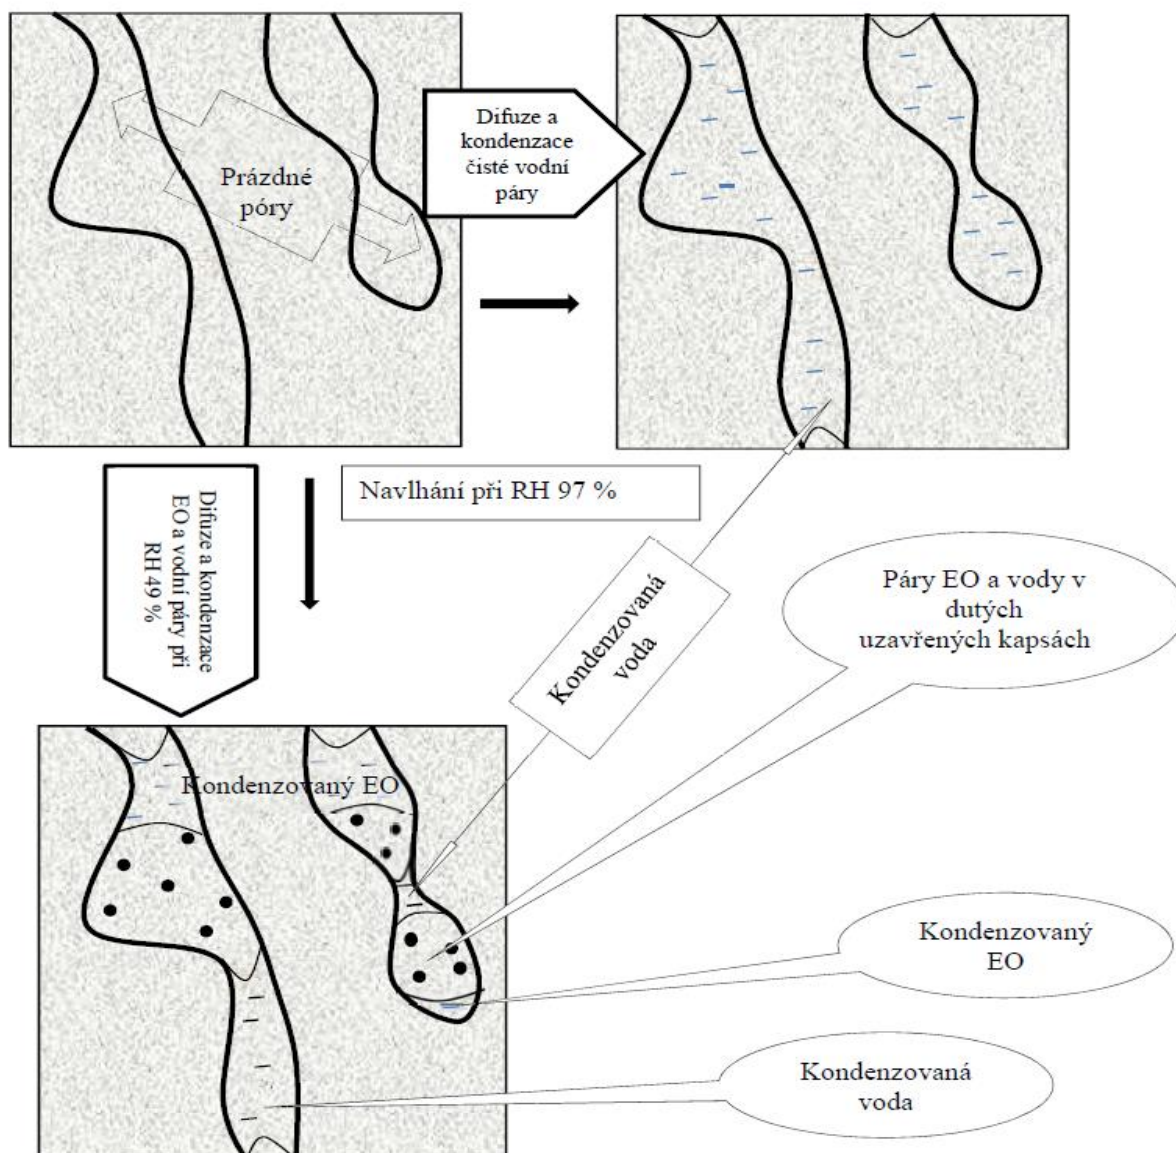 Prázdné
póry
Difuze a
kondenzace
čisté vodní
páry
Navlhání při RH 97 %
Difuze a kondenzace
EO a vodní páry při
RH 49 %
Kondenzovaná
voda
Páry EO a vody v
dutých
uzavřených kapsách
Kondenzovaný EO
Kondenzovaný
EO
Kondenzovaná
voda